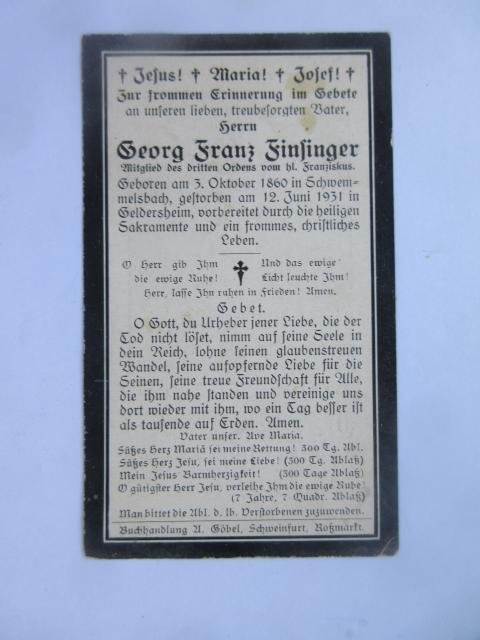 † Jesus! † Maria! † Josef! †
Zur frommen Erinnerung im Gebete
an unseren lieben, treubesorgten Vater,
Herrn
Georg Franz Finsinger
Mitglied des dritten Ordens vom hl. Franziskus.
Geboren am 3. Oktober 1860 in Schwem-
melsbach, gestorben am 12. Juni 1931 in
Geldersheim, vorbereitet durch die heiligen
Sakramente und ein frommes, christliches
Leben.
O Herr gib Ihm † Und das ewige
die ewige Ruhe! Licht leuchte Ihm!
Herr, lasse Ihn ruhen in Frieden! Amen.
Gebet.
O Gott, du Urheber jener Liebe, die der
Tod nicht löset, nimm auf seine Seele in
dein Reich, lohne seinen glaubenstreuen
Wandel, seine aufopfernde Liebe für die
Seinen, seine treue Freundschaft für Alle,
die ihm nahe standen und vereinige uns
dort wieder mit ihm, wo ein Tag besser ist
als tausende auf Erden. Amen.
Vater unser. Ave Maria.
Süßes Herz Mariä sei meine Rettung! 300 Tg. Abl.
Süßes Herz Jesu, sei meine Liebe! (300 Tg. Ablaß)
Mein Jesus Barmherzigkeit! (300 Tage Ablaß)
O gütigster Herr Jesu, verleihe Ihm die ewige Ruhe!
(7 Jahre, 7 Quadr. Ablaß)
Man bittet die Abl. d. lb. Verstorbenen zuzuwenden.
Buchhandlung A. Göbel, Schweinfurt, Roßmarkt.